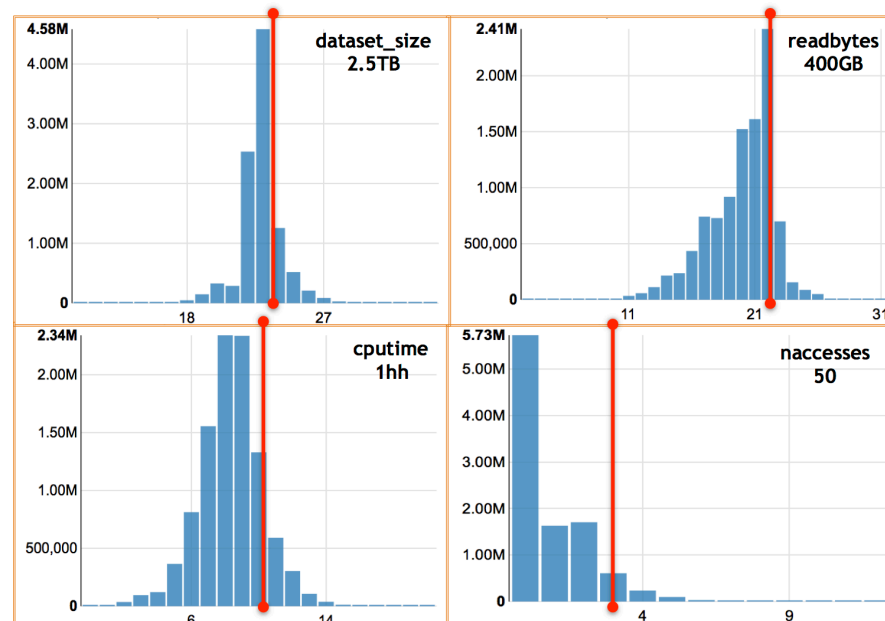 4.58M
dataset_size
2.5TB
4.00M
3.00M
2.00M
1.00M
0
18
27
2.41M
readbytes
400GB
2.00M
1.50M
1.00M
500,000
0
11
21
31
2.34M
cputime
1hh
2.00M
1.50M
1.00M
500,000
0
6
14
5.73M
naccesses
50
5.00M
4.00M
3.00M
2.00M
1.00M
0
4
9